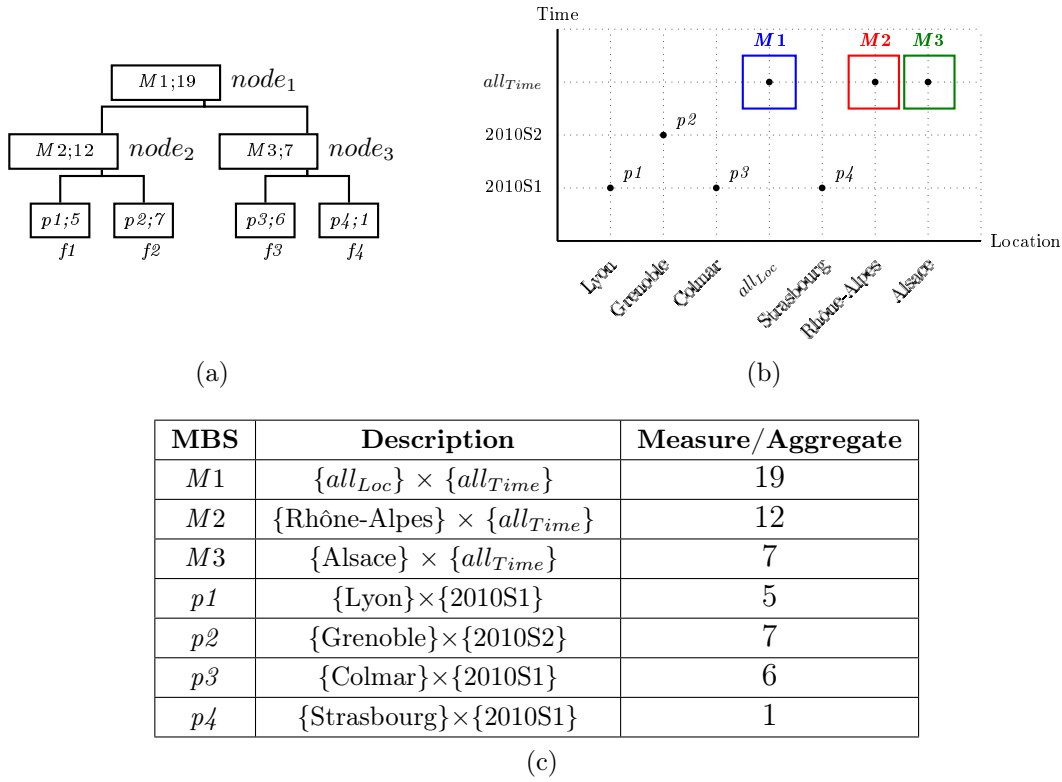 M1;19 node1
M2;12 node2 M3;7 node3
p1;5 p2;7 p3;6 p4;1
f1 f2 f3 f4
(a)
Time
M1 M2 M3
allTime
p2
2010S2
p1 p3 p4
2010S1
Location
Lyon Grenoble Colmar allLoc Strasbourg Rhône-Alpes Alsace
(b)
MBS Description Measure/Aggregate
M1 {allLoc} × {allTime} 19
M2 {Rhône-Alpes} × {allTime} 12
M3 {Alsace} × {allTime} 7
p1 {Lyon}×{2010S1} 5
p2 {Grenoble}×{2010S2} 7
p3 {Colmar}×{2010S1} 6
p4 {Strasbourg}×{2010S1} 1
(c)